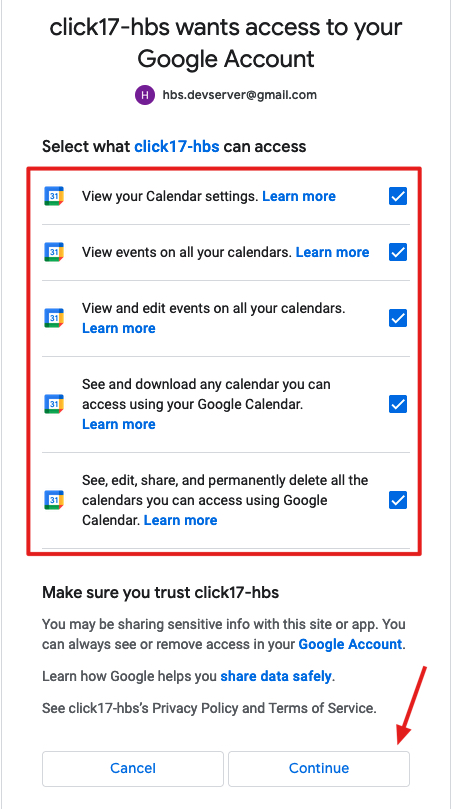 click17-hbs wants access to your
Google Account
H hbs.devserver@gmail.com
Select what click17-hbs can access
31 View your Calendar settings. Learn more
31 View events on all your calendars. Learn more
31 View and edit events on all your calendars.
Learn more
31 See and download any calendar you can
access using your Google Calendar.
Learn more
31 See, edit, share, and permanently delete all the
calendars you can access using Google
Calendar. Learn more
Make sure you trust click17-hbs
You may be sharing sensitive info with this site or app. You
can always see or remove access in your Google Account.
Learn how Google helps you share data safely.
See click17-hbs's Privacy Policy and Terms of Service.
Cancel Continue